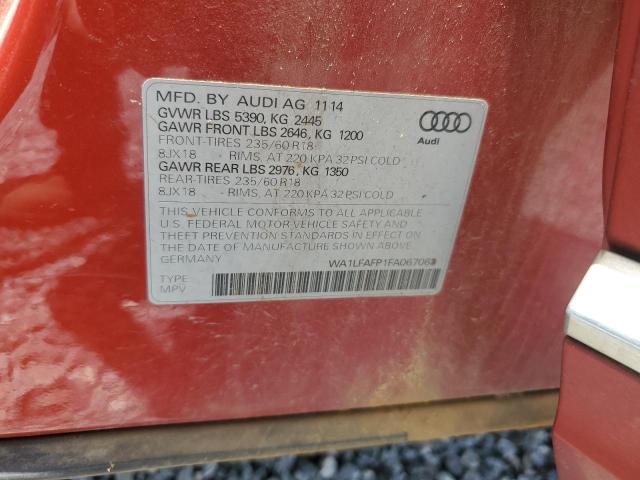 MFD. BY AUDI AG 11 14
GVWR LBS 5390, KG 2445
GAWR FRONT LBS 2646, KG 1200
FRONT-TIRES 235/60 R18
8JX18 RIMS, AT 220 KPA 32 PSI COLD
GAWR REAR LBS 2976, KG 1350
REAR-TIRES 235/60 R18
8JX18 RIMS, AT 220 KPA 32 PSI COLD
Audi
THIS VEHICLE CONFORMS TO ALL APPLICABLE
U.S. FEDERAL MOTOR VEHICLE SAFETY AND
THEFT PREVENTION STANDARDS IN EFFECT ON
THE DATE OF MANUFACTURE SHOWN ABOVE.
GERMANY
TYPE
MPV